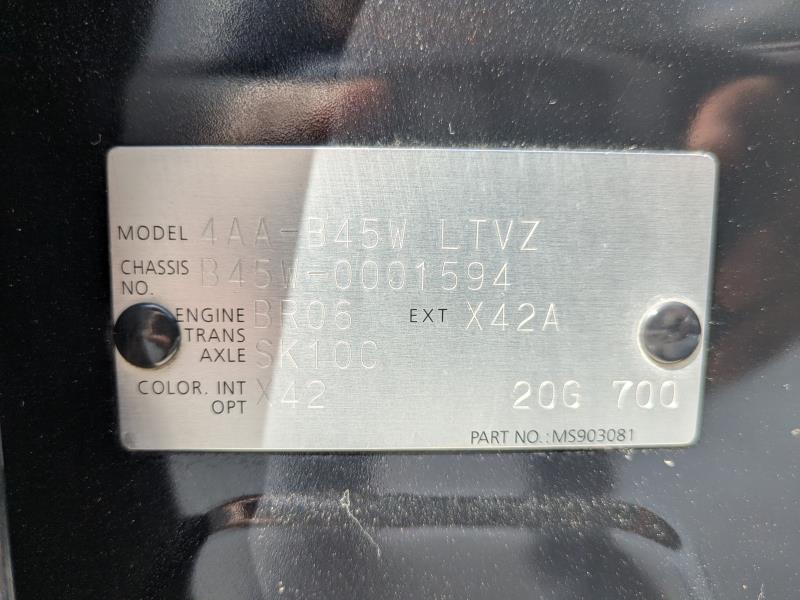 MODEL 4AA-B45W LTVZ
CHASSIS NO. B45W-0001594
ENGINE BR06 EXT X42A
TRANS AXLE SK10C
COLOR. INT OPT X42 20G 700
PART NO.:MS903081